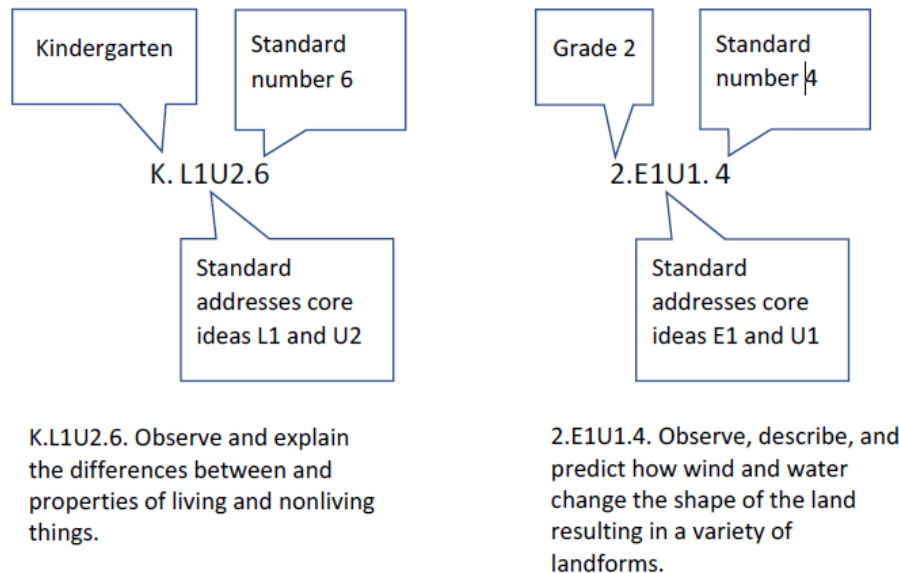 Kindergarten
Standard
number 6
K. L1U2.6
Standard
addresses core
ideas L1 and U2
K.L1U2.6. Observe and explain
the differences between and
properties of living and nonliving
things.
Grade 2
Standard
number 4
2.E1U1. 4
Standard
addresses core
ideas E1 and U1
2.E1U1.4. Observe, describe, and
predict how wind and water
change the shape of the land
resulting in a variety of
landforms.